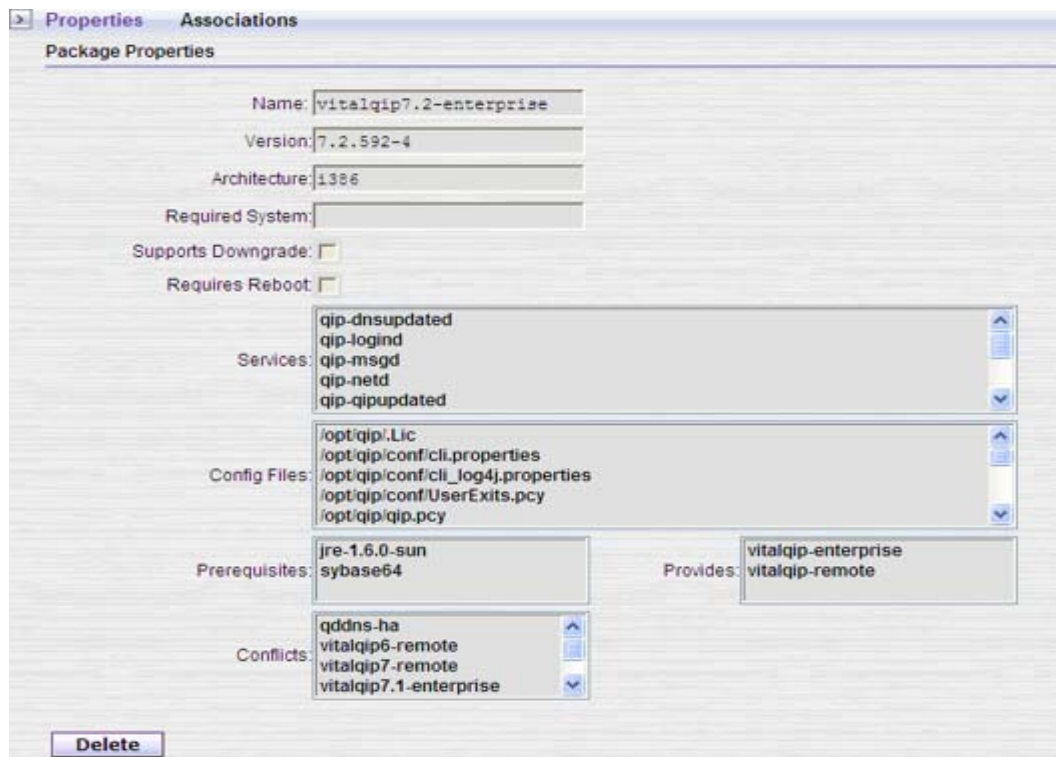 > Properties Associations
Package Properties
Name: vitalqip7.2-enterprise
Version: 7.2.592-4
Architecture: i386
Required System:
Supports Downgrade:
Requires Reboot:
Services:
qip-dnsupdated
qip-logind
qip-msgd
qip-netd
qip-qipupdated
Config Files:
/opt/qip/.Lic
/opt/qip/conf/cli.properties
/opt/qip/conf/cli_log4j.properties
/opt/qip/conf/UserExits.pcy
/opt/qip/qip.pcy
Prerequisites:
jre-1.6.0-sun
sybase64
Provides:
vitalqip-enterprise
vitalqip-remote
Conflicts:
qddns-ha
vitalqip6-remote
vitalqip7-remote
vitalqip7.1-enterprise
Delete